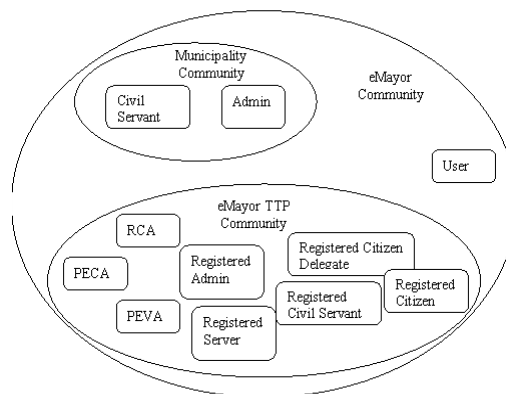 Municipality
Community
eMayor
Community
Civil
Servant
Admin
User
eMayor TTP
Community
RCA
Registered Citizen
Delegate
Registered
Admin
PECA
Registered
Citizen
Registered
Civil Servant
PEVA
Registered
Server